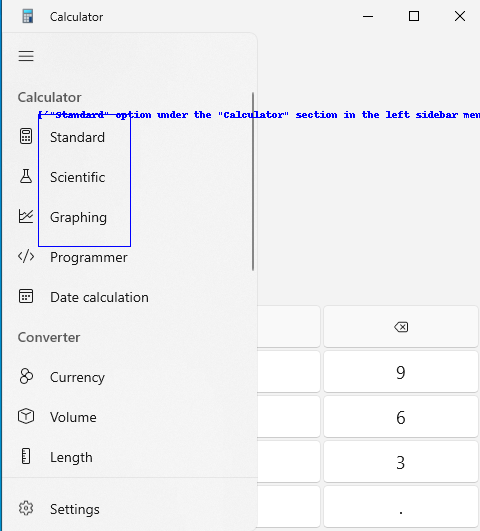 Calculator
Calculator
['"Standard" option under the "Calculator" section in the left sidebar men
Standard
Scientific
Graphing
Programmer
Date calculation
Converter
Currency
9
Volume
6
Length
3
Settings
.